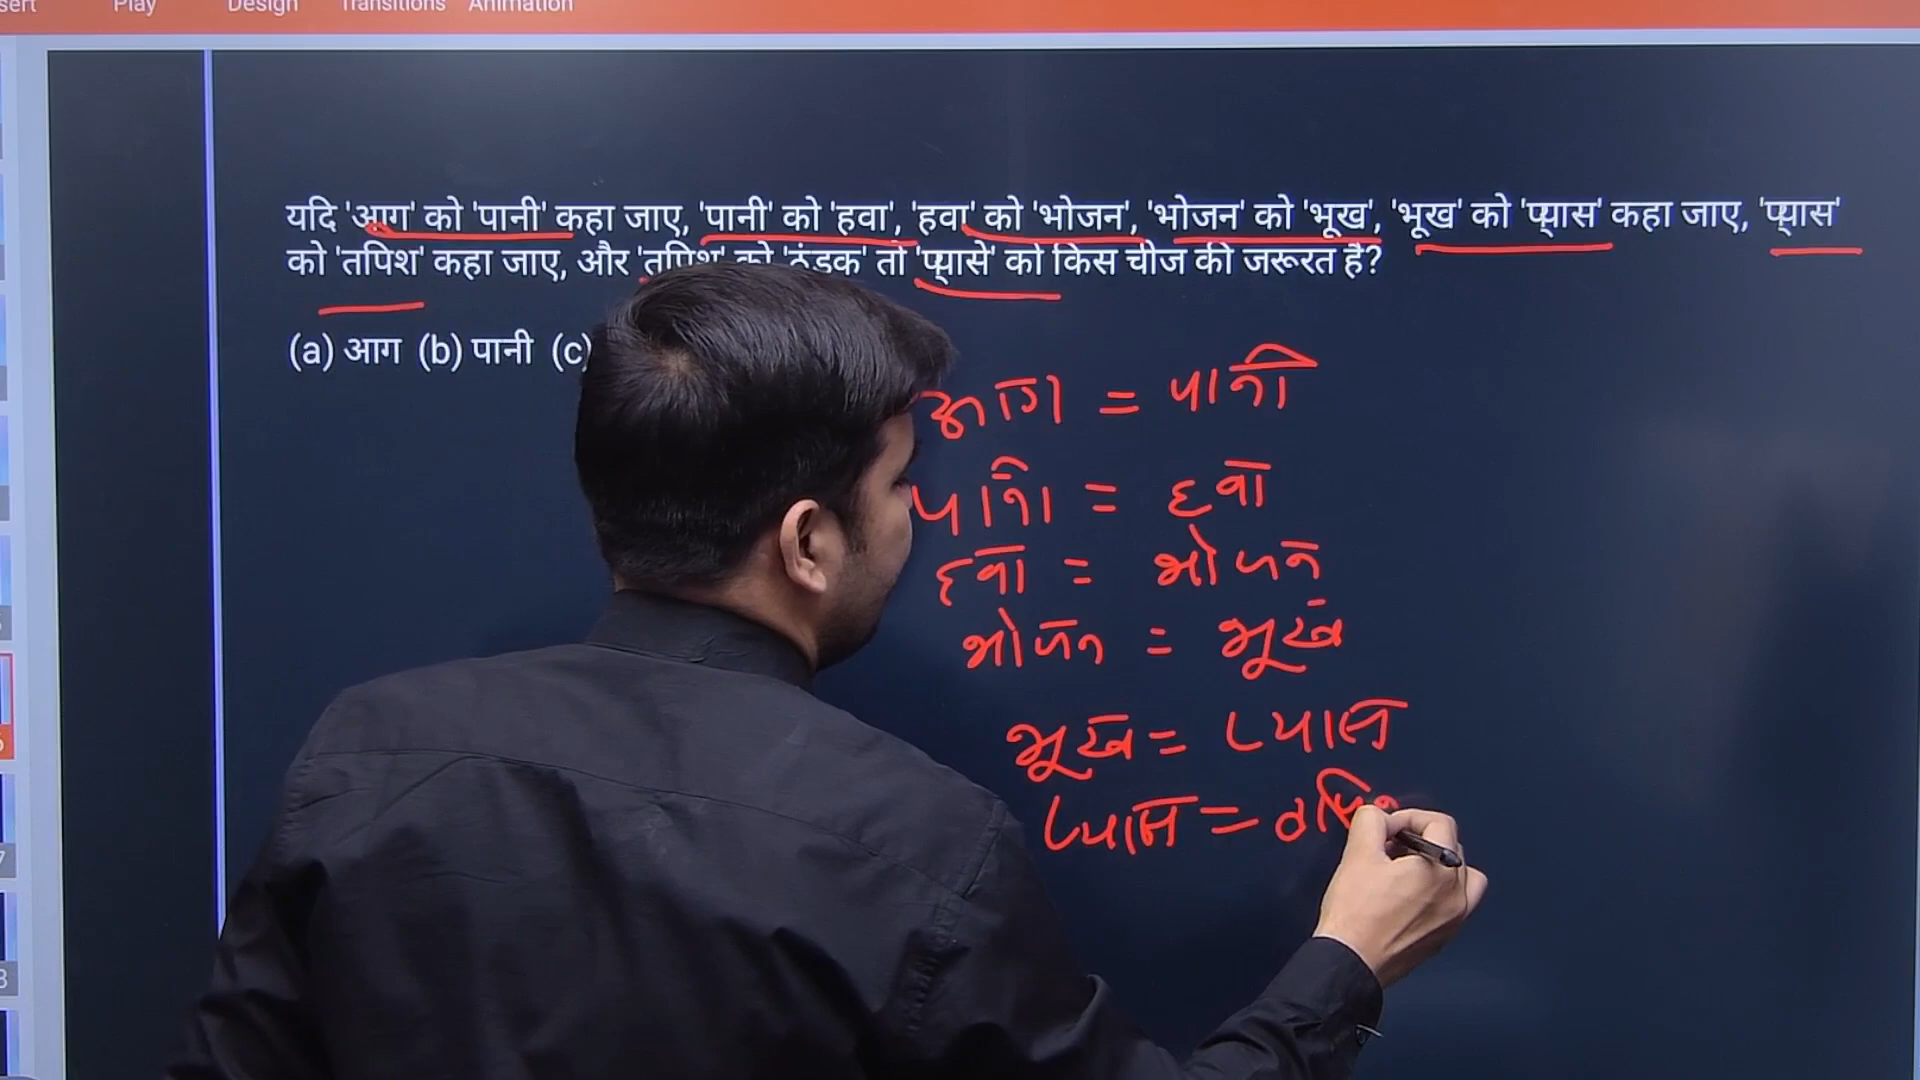 sert Play Design Transitions Animation
यदि 'आग' को 'पानी' कहा जाए, 'पानी' को 'हवा', 'हवा' को 'भोजन', 'भोजन' को 'भूख', 'भूख' को 'प्यास' कहा जाए, 'प्यास'
को 'तपिश' कहा जाए, और 'तपिश' को 'ठंडक' तो 'प्यासे' को किस चीज की जरूरत है?
(a) आग (b) पानी (c)
आग = पानी
पानी = हवा
हवा = भोजन
भोजन = भूख
भूख = प्यास
प्यास = तपिश